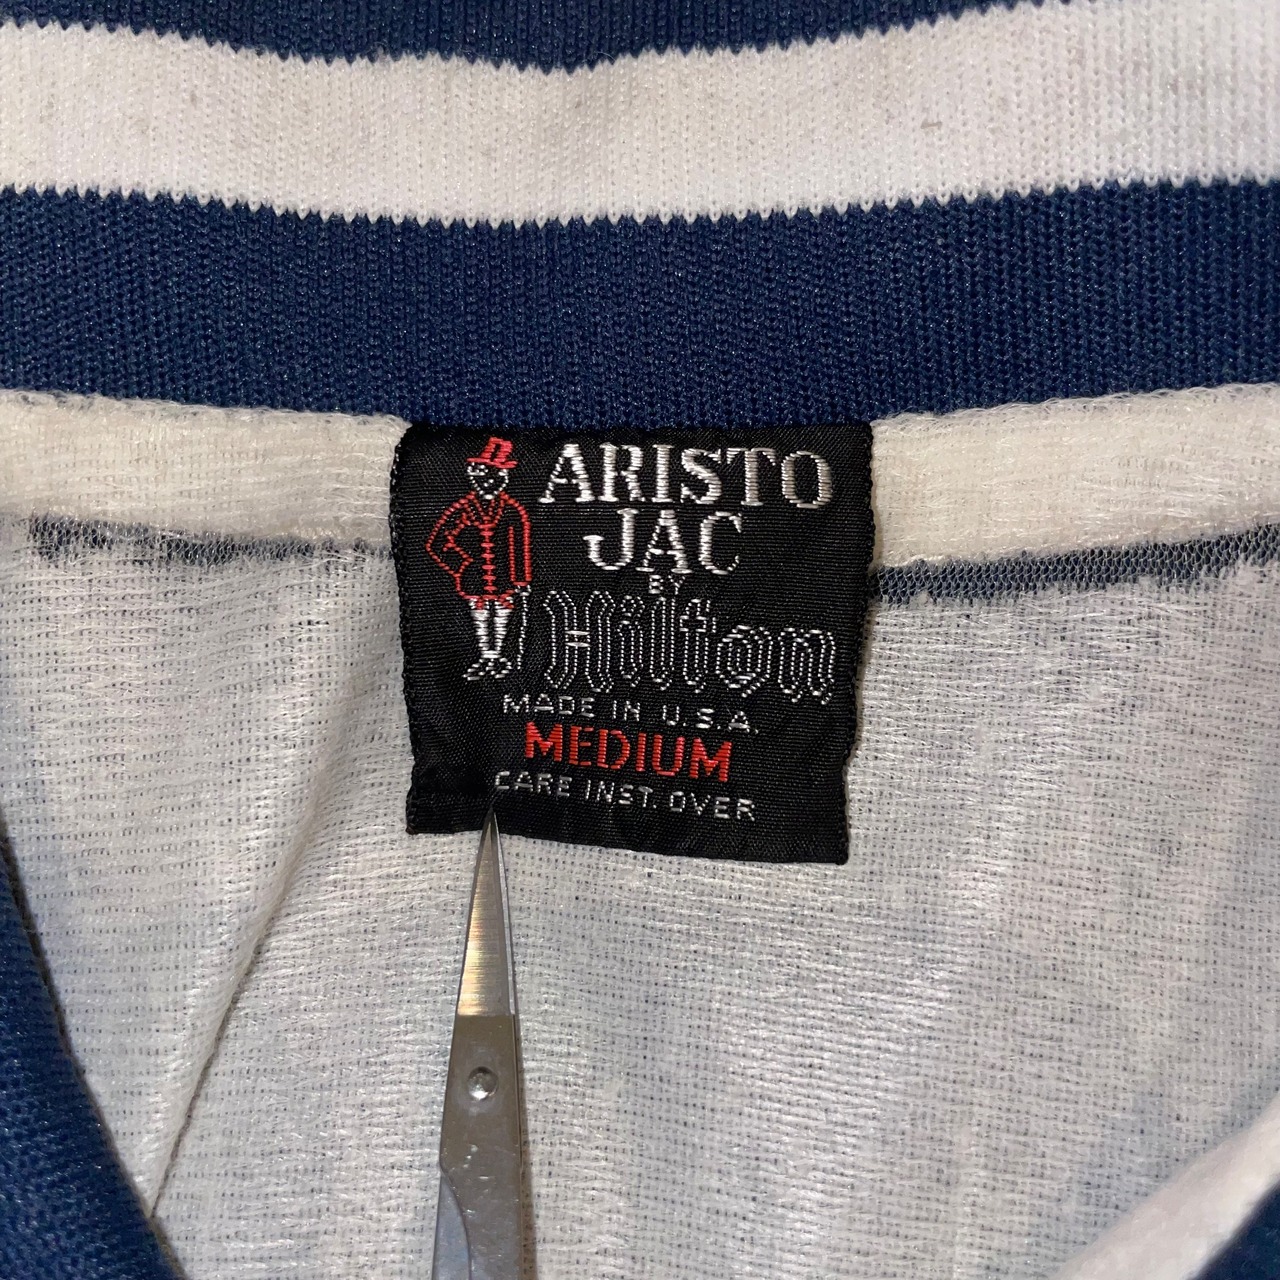 ARISTO
JAC
BY
Hilton
MADE IN U.S.A.
MEDIUM
CARE INST. OVER